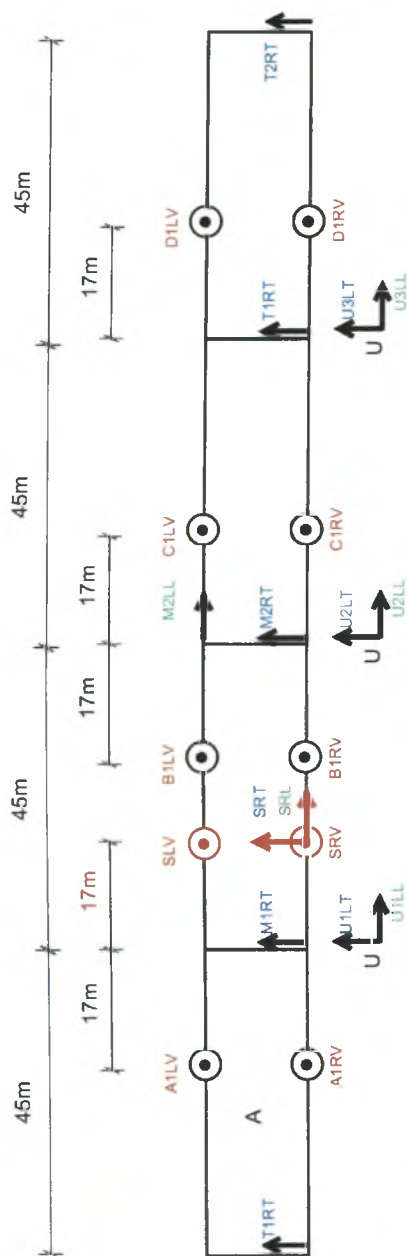 45m 45m 45m 45m
17m 17m 17m 17m 17m
A1LV SLV B1LV M2LL C1LV D1LV
A
T1RT M1RT SRT SRL M2RT T1RT T2RT
A1RV SRV B1RV C1RV D1RV
U1LT U2LT U3LT
U U U
U1LL U2LL U3LL